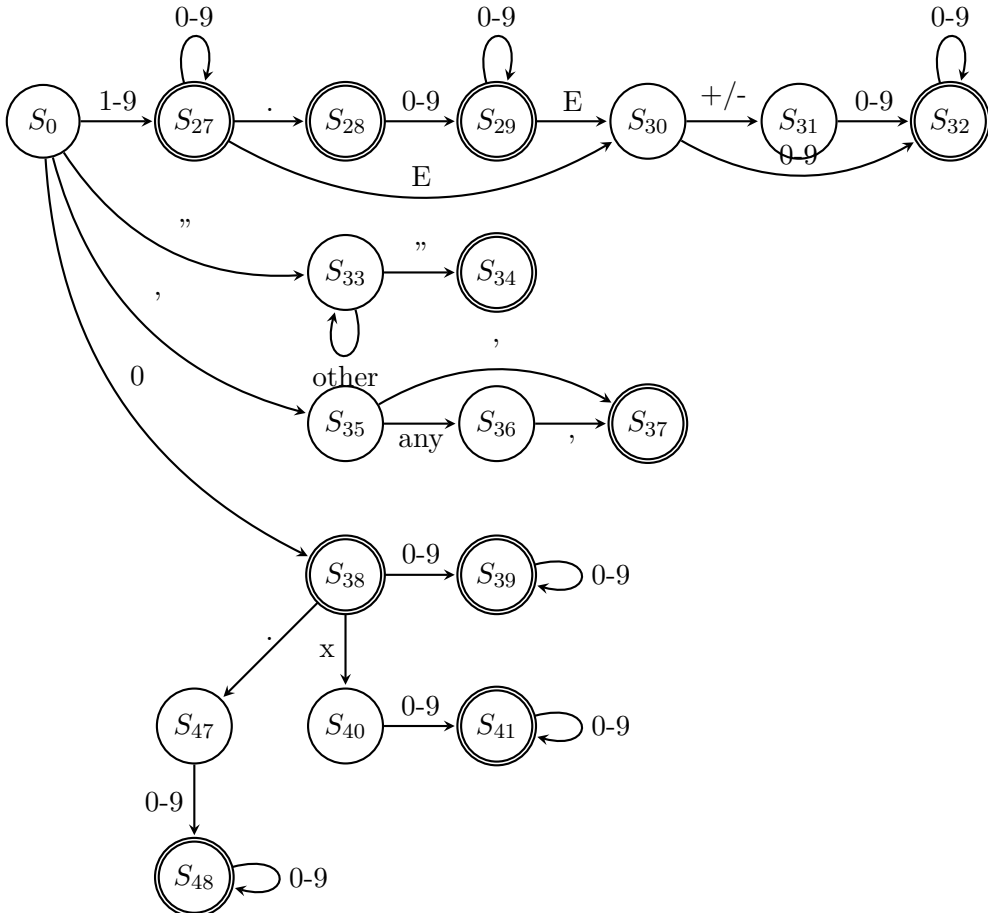 0-9 0-9 0-9
S0 1-9 S27 . S28 0-9 S29 E S30 +/- S31 0-9 S32
E 0-9
”
S33 ” S34
,
other
,
0
S35 any S36 , S37
S38 0-9 S39 0-9
.
x
S47 S40 0-9 S41 0-9
0-9
S48 0-9